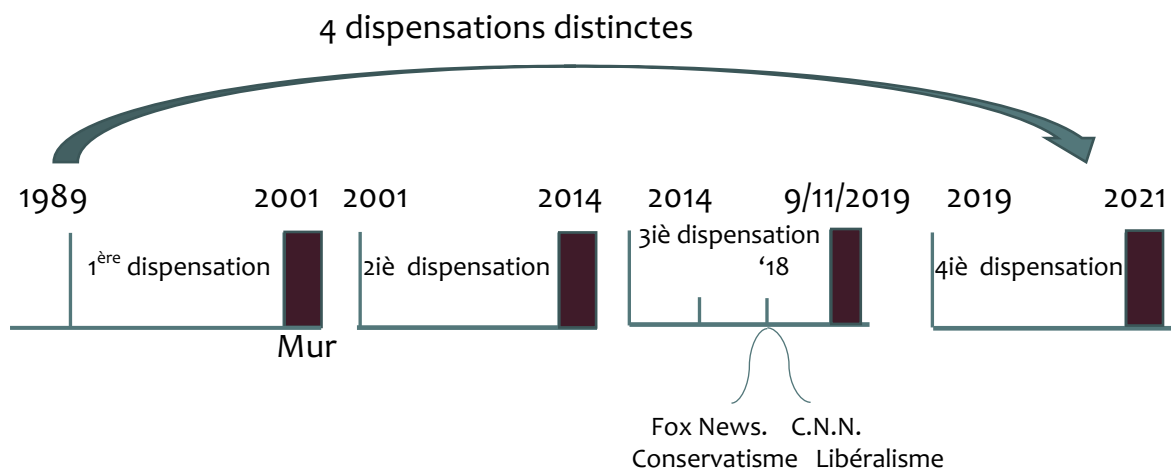 4 dispensations distinctes
1989 2001 2001 2014 2014 9/11/2019 2019 2021
1ère dispensation 2iè dispensation 3iè dispensation 4iè dispensation
‘18
Mur
Fox News. C.N.N.
Conservatisme Libéralisme